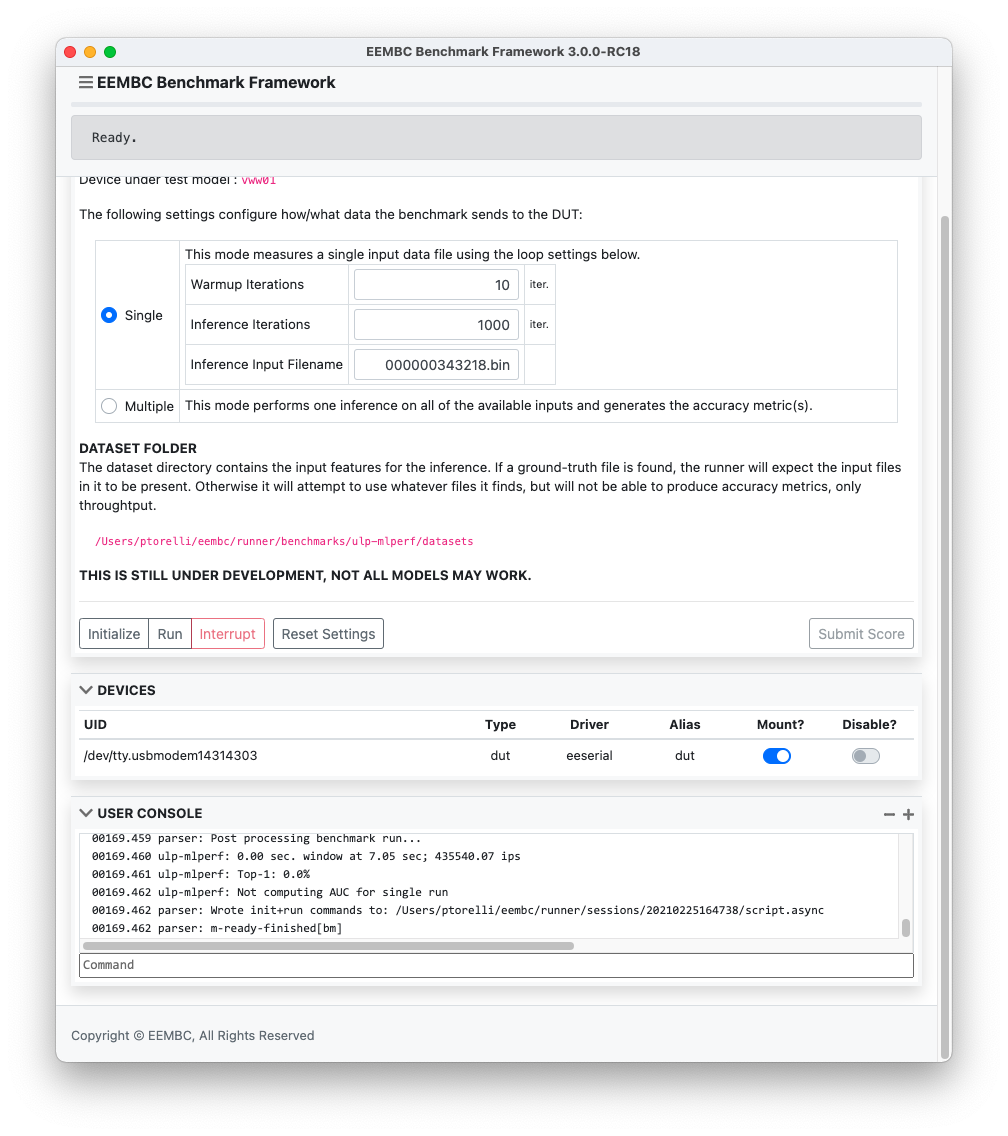 EEMBC Benchmark Framework 3.0.0-RC18
EEMBC Benchmark Framework
Ready.
Device under test model : vww01
The following settings configure how/what data the benchmark sends to the DUT:
This mode measures a single input data file using the loop settings below.
Warmup Iterations 10 iter.
Single
Inference Iterations 1000 iter.
Inference Input Filename 000000343218.bin
Multiple This mode performs one inference on all of the available inputs and generates the accuracy metric(s).
DATASET FOLDER
The dataset directory contains the input features for the inference. If a ground-truth file is found, the runner will expect the input files
in it to be present. Otherwise it will attempt to use whatever files it finds, but will not be able to produce accuracy metrics, only
throughtput.
/Users/ptorelli/eembc/runner/benchmarks/ulp-mlperf/datasets
THIS IS STILL UNDER DEVELOPMENT, NOT ALL MODELS MAY WORK.
Initialize Run Interrupt Reset Settings Submit Score
DEVICES
UID Type Driver Alias Mount? Disable?
/dev/tty.usbmodem14314303 dut eeserial dut
USER CONSOLE
00169.459 parser: Post processing benchmark run...
00169.460 ulp-mlperf: 0.00 sec. window at 7.05 sec; 435540.07 ips
00169.461 ulp-mlperf: Top-1: 0.0%
00169.462 ulp-mlperf: Not computing AUC for single run
00169.462 parser: Wrote init+run commands to: /Users/ptorelli/eembc/runner/sessions/20210225164738/script.async
00169.462 parser: m-ready-finished[bm]
Command
Copyright © EEMBC, All Rights Reserved